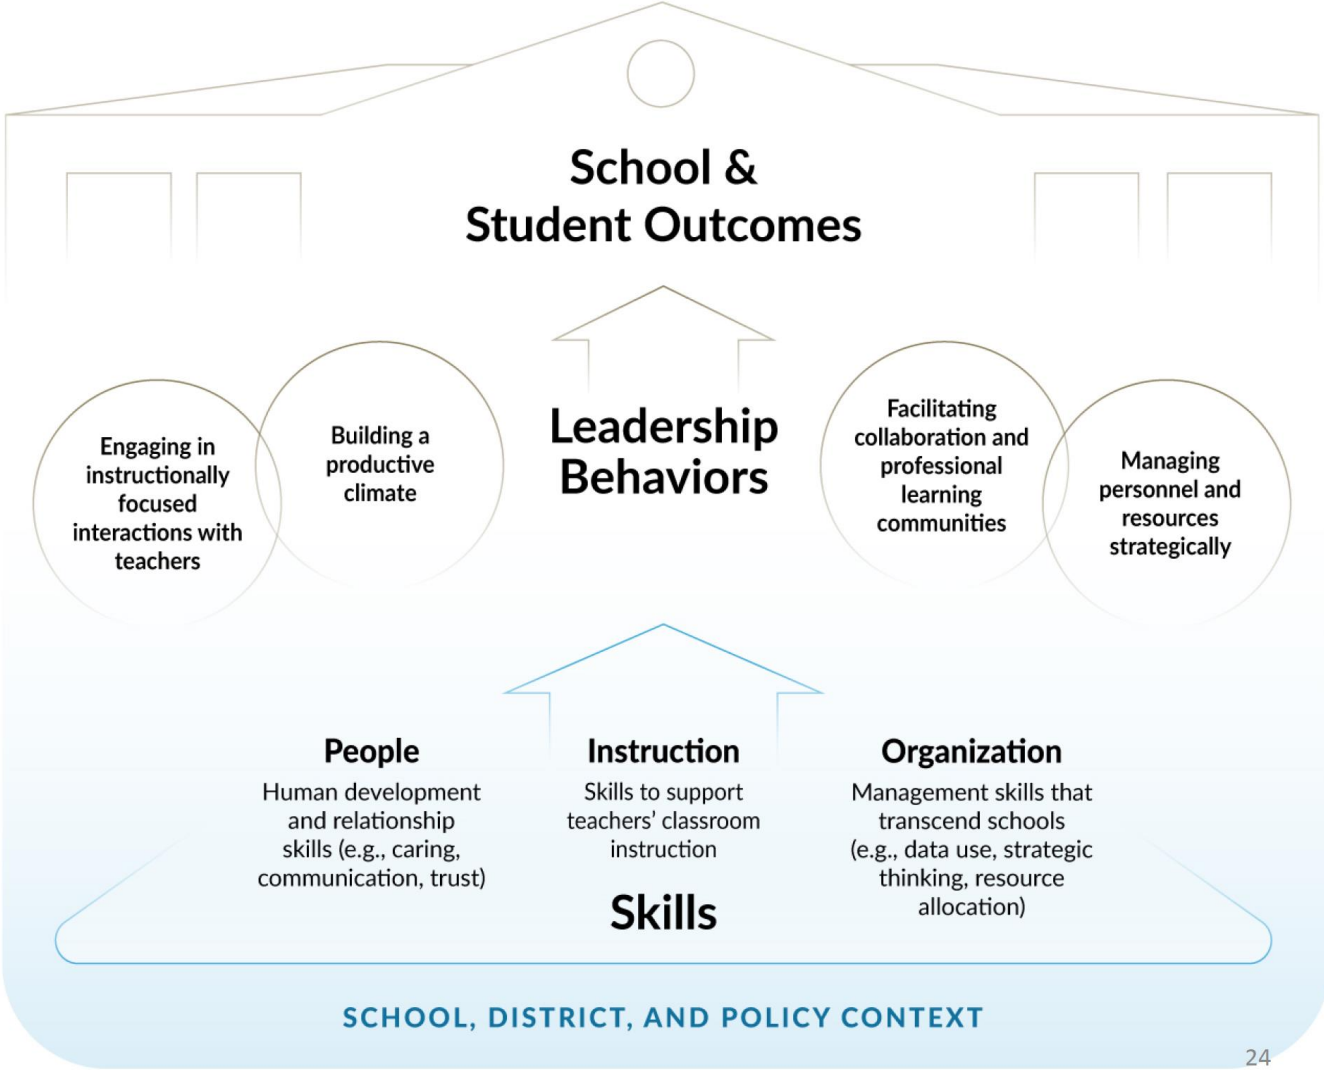 School &
Student Outcomes
Engaging in
instructionally
focused
interactions with
teachers
Building a
productive
climate
Leadership
Behaviors
Facilitating
collaboration and
professional
learning
communities
Managing
personnel and
resources
strategically
People
Human development
and relationship
skills (e.g., caring,
communication, trust)
Instruction
Skills to support
teachers’ classroom
instruction
Organization
Management skills that
transcend schools
(e.g., data use, strategic
thinking, resource
allocation)
Skills
SCHOOL, DISTRICT, AND POLICY CONTEXT
24